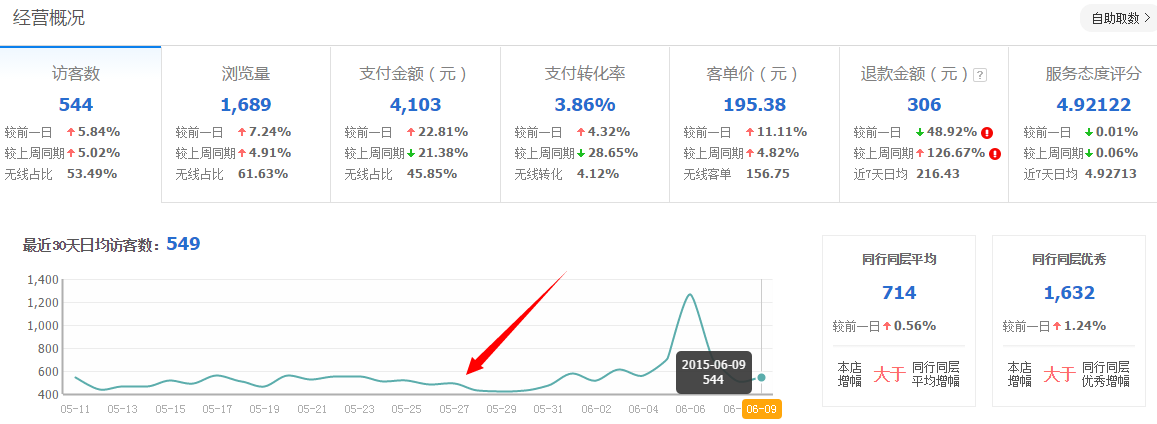 经营概况
自助取数 >
访客数
544
较前一日 ↑ 5.84%
较上周同期 ↑ 5.02%
无线占比 53.49%
浏览量
1,689
较前一日 ↑ 7.24%
较上周同期 ↑ 4.91%
无线占比 61.63%
支付金额（元）
4,103
较前一日 ↑ 22.81%
较上周同期 ↓ 21.38%
无线占比 45.85%
支付转化率
3.86%
较前一日 ↑ 4.32%
较上周同期 ↓ 28.65%
无线转化 4.12%
客单价（元）
195.38
较前一日 ↑ 11.11%
较上周同期 ↑ 4.82%
无线客单 156.75
退款金额（元） ?
306
较前一日 ↓ 48.92% !
较上周同期 ↑ 126.67% !
近7天日均 216.43
服务态度评分
4.92122
较前一日 ↓ 0.01%
较上周同期 ↓ 0.06%
近7天日均 4.92713
最近30天日均访客数：549
1,400
1,200
1,000
800
600
400
05-11 05-13 05-15 05-17 05-19 05-21 05-23 05-25 05-27 05-29 05-31 06-02 06-04 06-06 06-09
2015-06-09
544
同行同层平均
714
较前一日 ↑ 0.56%
本店增幅 大于 同行同层平均增幅
同行同层优秀
1,632
较前一日 ↑ 1.24%
本店增幅 大于 同行同层优秀增幅